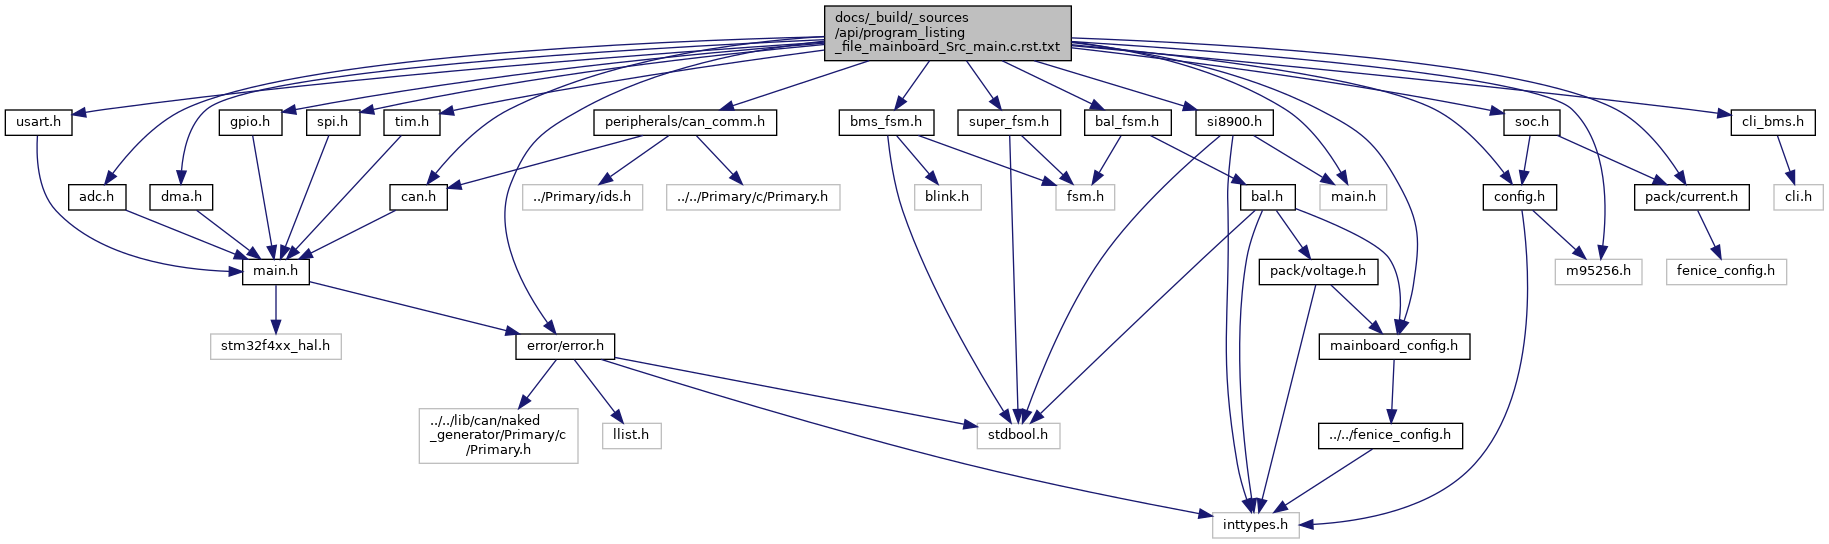 docs/_build/_sources
/api/program_listing
_file_mainboard_Src_main.c.rst.txt
usart.h
gpio.h
spi.h
tim.h
peripherals/can_comm.h
bms_fsm.h
super_fsm.h
bal_fsm.h
si8900.h
soc.h
cli_bms.h
adc.h
dma.h
can.h
../Primary/ids.h
../../Primary/c/Primary.h
blink.h
fsm.h
bal.h
main.h
config.h
pack/current.h
cli.h
main.h
pack/voltage.h
m95256.h
fenice_config.h
stm32f4xx_hal.h
error/error.h
mainboard_config.h
../../lib/can/naked
_generator/Primary/c
/Primary.h
llist.h
stdbool.h
../../fenice_config.h
inttypes.h